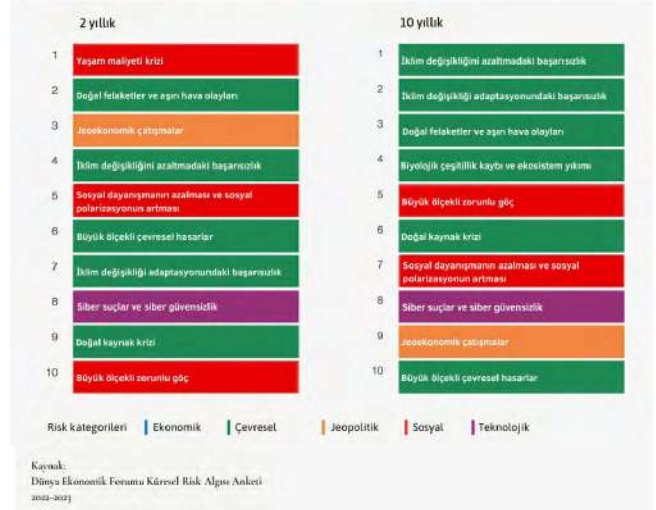 2 yıllık
1 Yaşam maliyeti krizi
2 Doğal felaketler ve aşırı hava olayları
3 Jeoekonomik çatışmalar
4 İklim değişikliğini azaltmadaki başarısızlık
5 Sosyal dayanışmanın azalması ve sosyal
polarizasyonun artması
6 Büyük ölçekli çevresel hasarlar
7 İklim değişikliği adaptasyonundaki başarısızlık
8 Siber suçlar ve siber güvensizlik
9 Doğal kaynak krizi
10 Büyük ölçekli zorunlu göç
10 yıllık
1 İklim değişikliğini azaltmadaki başarısızlık
2 İklim değişikliği adaptasyonundaki başarısızlık
3 Doğal felaketler ve aşırı hava olayları
4 Biyolojik çeşitlilik kaybı ve ekosistem yıkımı
5 Büyük ölçekli zorunlu göç
6 Doğal kaynak krizi
7 Sosyal dayanışmanın azalması ve sosyal
polarizasyonun artması
8 Siber suçlar ve siber güvensizlik
9 Jeoekonomik çatışmalar
10 Büyük ölçekli çevresel hasarlar
Risk kategorileri Ekonomik Çevresel Jeopolitik Sosyal Teknolojik
Kaynak:
Dünya Ekonomik Forumu Küresel Risk Algısı Anketi
2022-2023